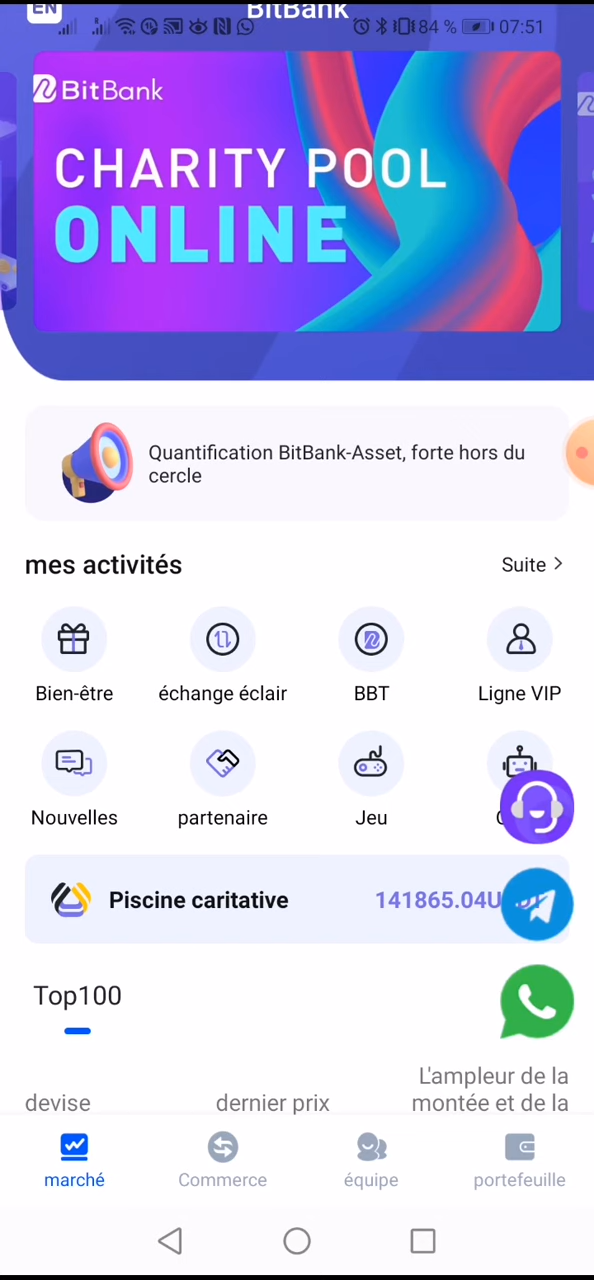 EN
BitBank
84 %
07:51
BitBank
CHARITY POOL
ONLINE
Quantification BitBank-Asset, forte hors du
cercle
mes activités
Suite
Bien-être
échange éclair
BBT
Ligne VIP
Nouvelles
partenaire
Jeu
Piscine caritative
141865.04U
Top100
devise
dernier prix
L'ampleur de la
montée et de la
marché
Commerce
équipe
portefeuille